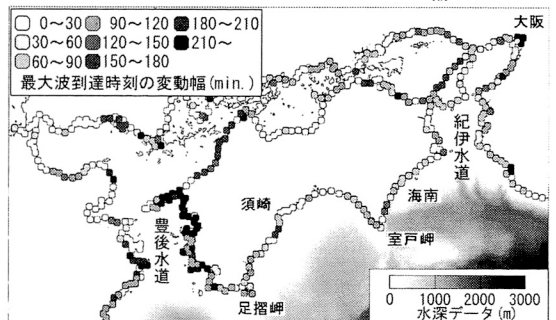 0～30 90～120 180～210
30～60 120～150 210～
60～90 150～180
最大波到達時刻の変動幅(min.)
大阪
紀伊水道
海南
須崎
室戸岬
豊後水道
足摺岬
0 1000 2000 3000
水深データ(m)